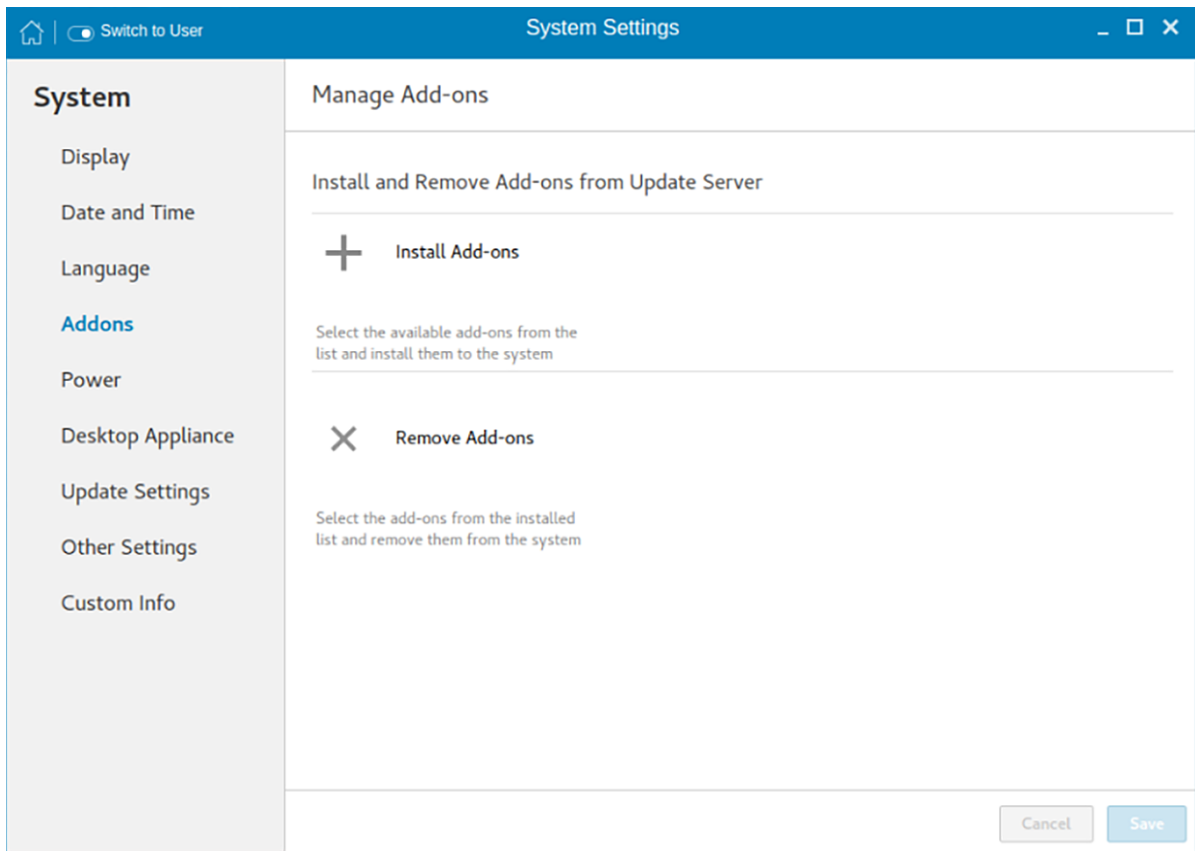 Switch to User
System Settings
System
Display
Date and Time
Language
Addons
Power
Desktop Appliance
Update Settings
Other Settings
Custom Info
Manage Add-ons
Install and Remove Add-ons from Update Server
Install Add-ons
Select the available add-ons from the
list and install them to the system
Remove Add-ons
Select the add-ons from the installed
list and remove them from the system
Cancel
Save